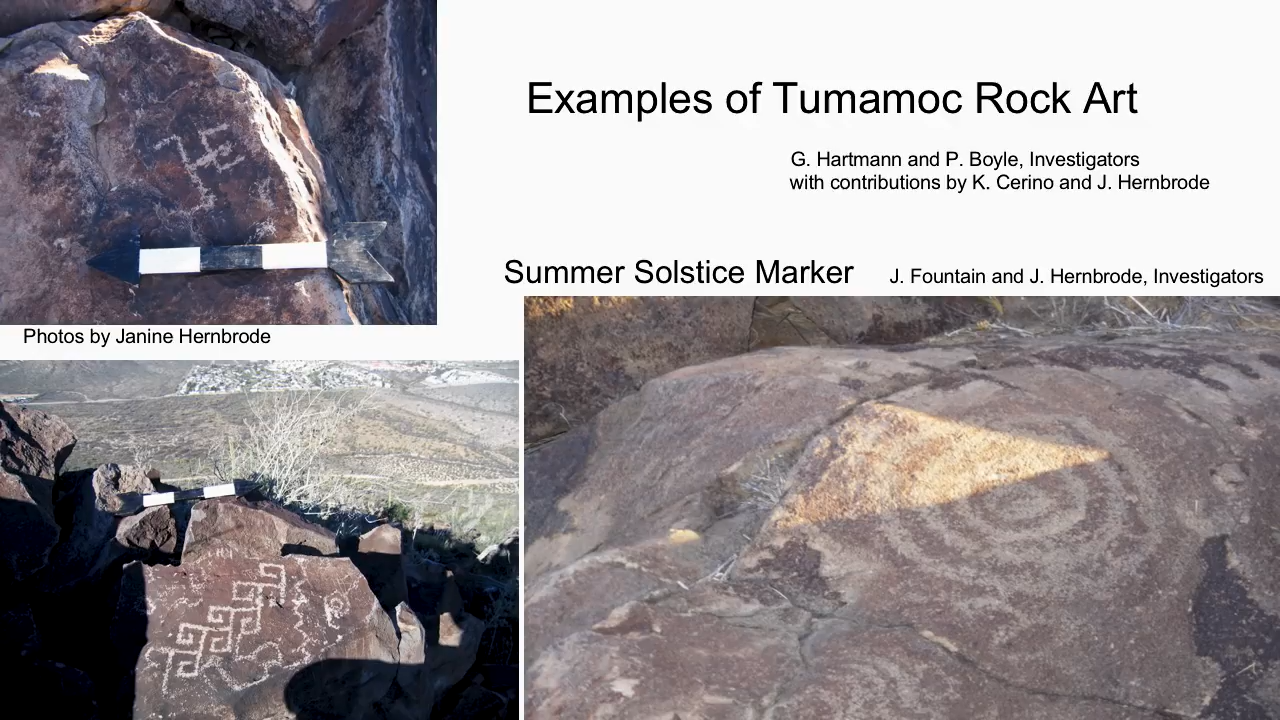 Examples of Tumamoc Rock Art
G. Hartmann and P. Boyle, Investigators
with contributions by K. Cerino and J. Hernbrode
Summer Solstice Marker
J. Fountain and J. Hernbrode, Investigators
Photos by Janine Hernbrode